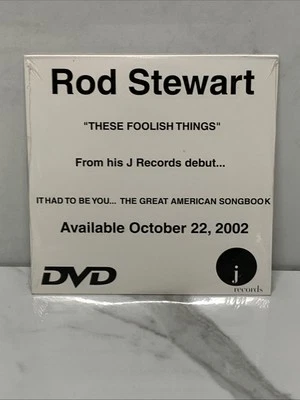 Rod Stewart
"THESE FOOLISH THINGS"
From his J Records debut...
IT HAD TO BE YOU... THE GREAT AMERICAN SONGBOOK
Available October 22, 2002
DVD
j
records